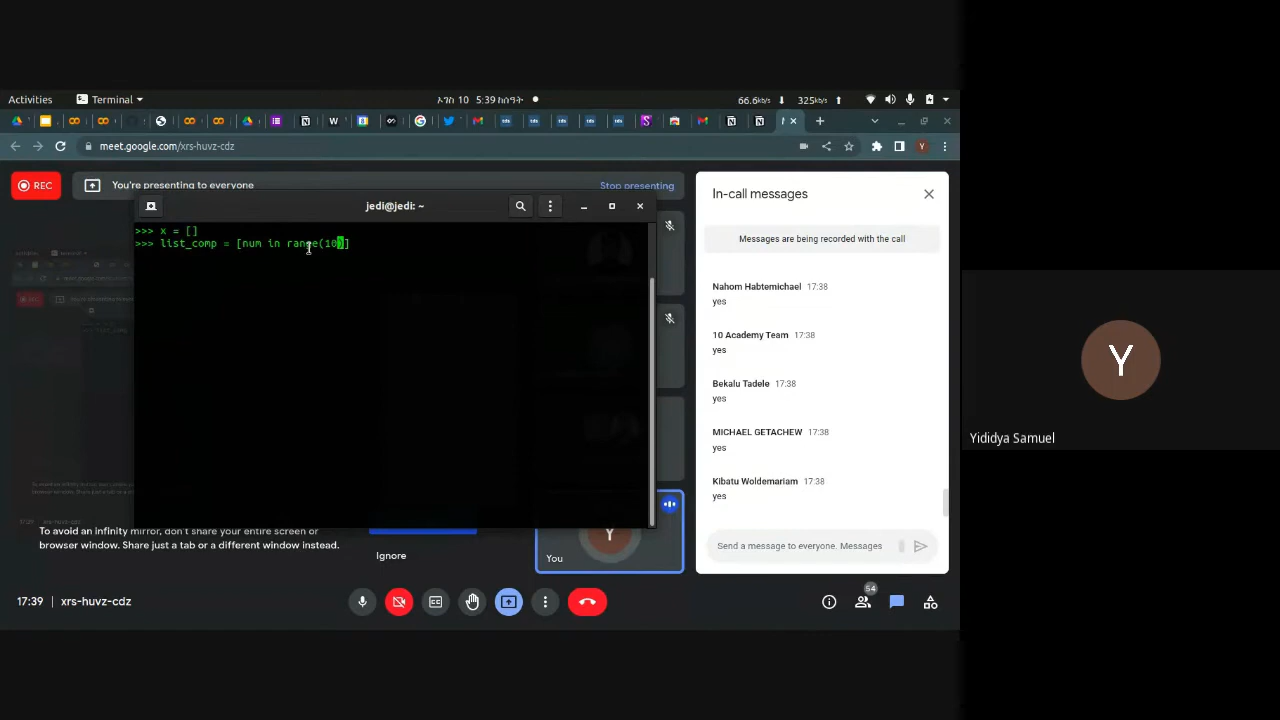 Activities
Terminal
ኦገስ 10 5:39 ከሰዓት
66.6kb/s
325kb/s
meet.google.com/xrs-huvz-cdz
REC
You're presenting to everyone
Stop presenting
jedi@jedi: ~
>>> x = []
>>> list_comp = [num in range(10)]
To avoid an infinity mirror, don't share your entire screen or
browser window. Share just a tab or a different window instead.
Ignore
Y
You
In-call messages
Messages are being recorded with the call
Nahom Habtemichael 17:38
yes
10 Academy Team 17:38
yes
Bekalu Tadele 17:38
yes
MICHAEL GETACHEW 17:38
yes
Kibatu Woldemariam 17:38
yes
Send a message to everyone. Messages
17:39 | xrs-huvz-cdz
54
Y
Yididya Samuel